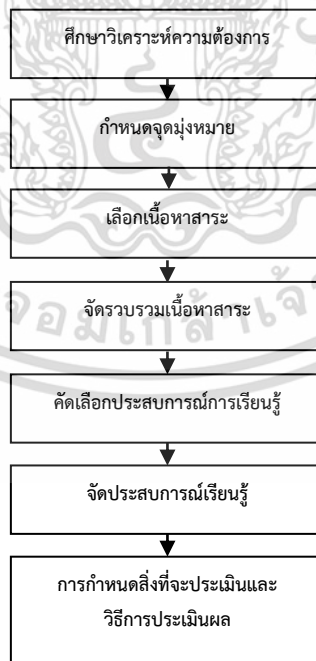 ศึกษาวิเคราะห์ความต้องการ
กำหนดจุดมุ่งหมาย
เลือกเนื้อหาสาระ
จัดรวบรวมเนื้อหาสาระ
คัดเลือกประสบการณ์การเรียนรู้
จัดประสบการณ์เรียนรู้
การกำหนดสิ่งที่จะประเมินและ
วิธีการประเมินผล